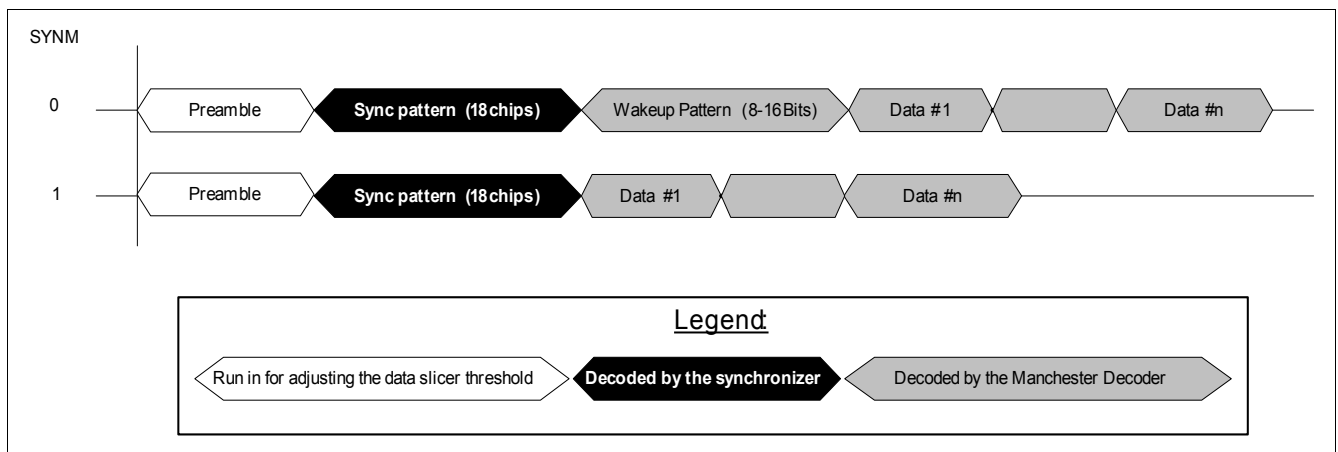 SYNM
0
Preamble
Sync pattern (18chips)
Wakeup Pattern (8-16Bits)
Data #1
Data #n
1
Preamble
Sync pattern (18chips)
Data #1
Data #n
Legend:
Run in for adjusting the data slicer threshold
Decoded by the synchronizer
Decoded by the Manchester Decoder